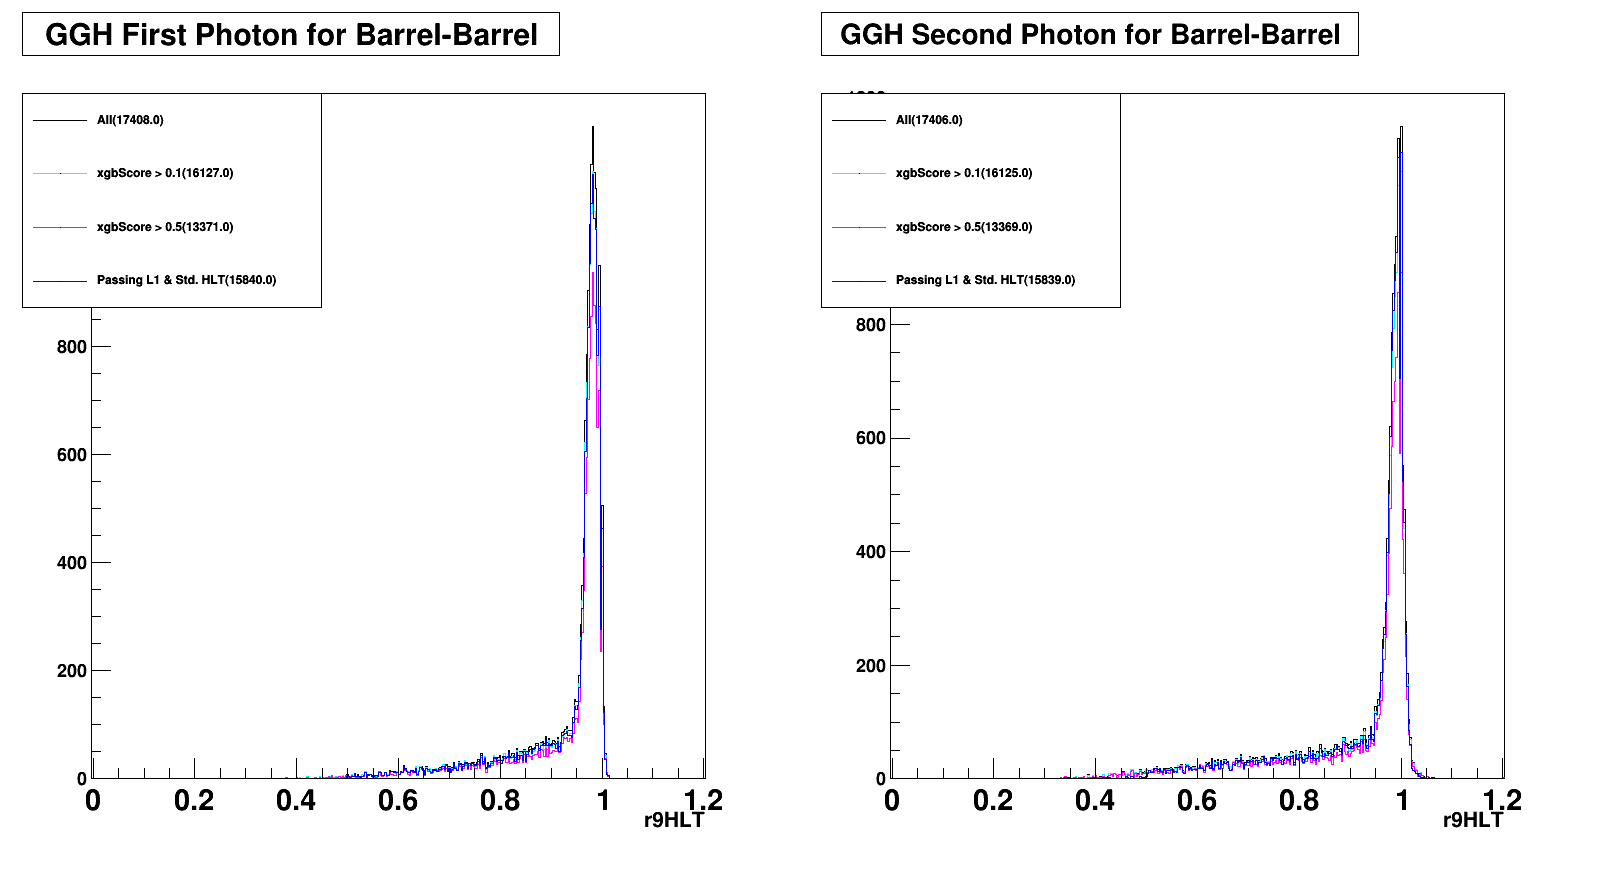 GGH First Photon for Barrel-Barrel
All(17408.0)
xgbScore > 0.1(16127.0)
xgbScore > 0.5(13371.0)
Passing L1 & Std. HLT(15840.0)
800
600
400
200
0
0 0.2 0.4 0.6 0.8 1 1.2
r9HLT
GGH Second Photon for Barrel-Barrel
All(17406.0)
xgbScore > 0.1(16125.0)
xgbScore > 0.5(13369.0)
Passing L1 & Std. HLT(15839.0)
800
600
400
200
0
0 0.2 0.4 0.6 0.8 1 1.2
r9HLT